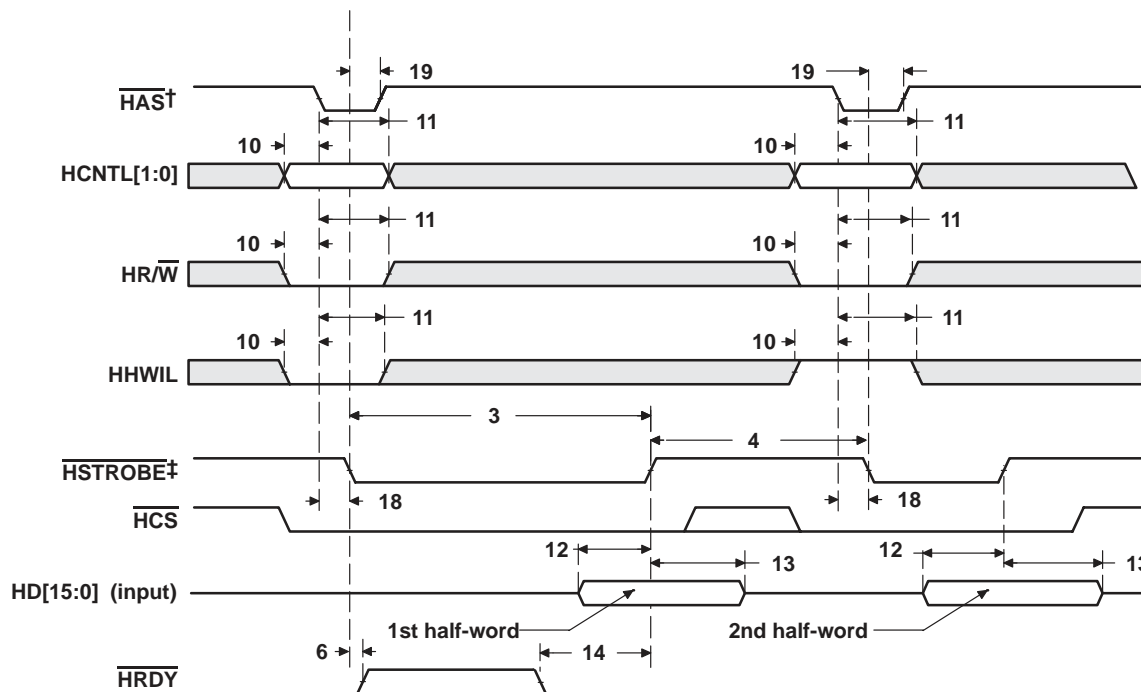 19 19
HAS†
11 11
10 10
HCNTL[1:0]
11 11
10 10
HR/W
11 11
10 10
HHWIL
3
4
HSTROBE‡
18 18
HCS
12 12
13 13
HD[15:0] (input)
1st half-word 2nd half-word
6 14
HRDY